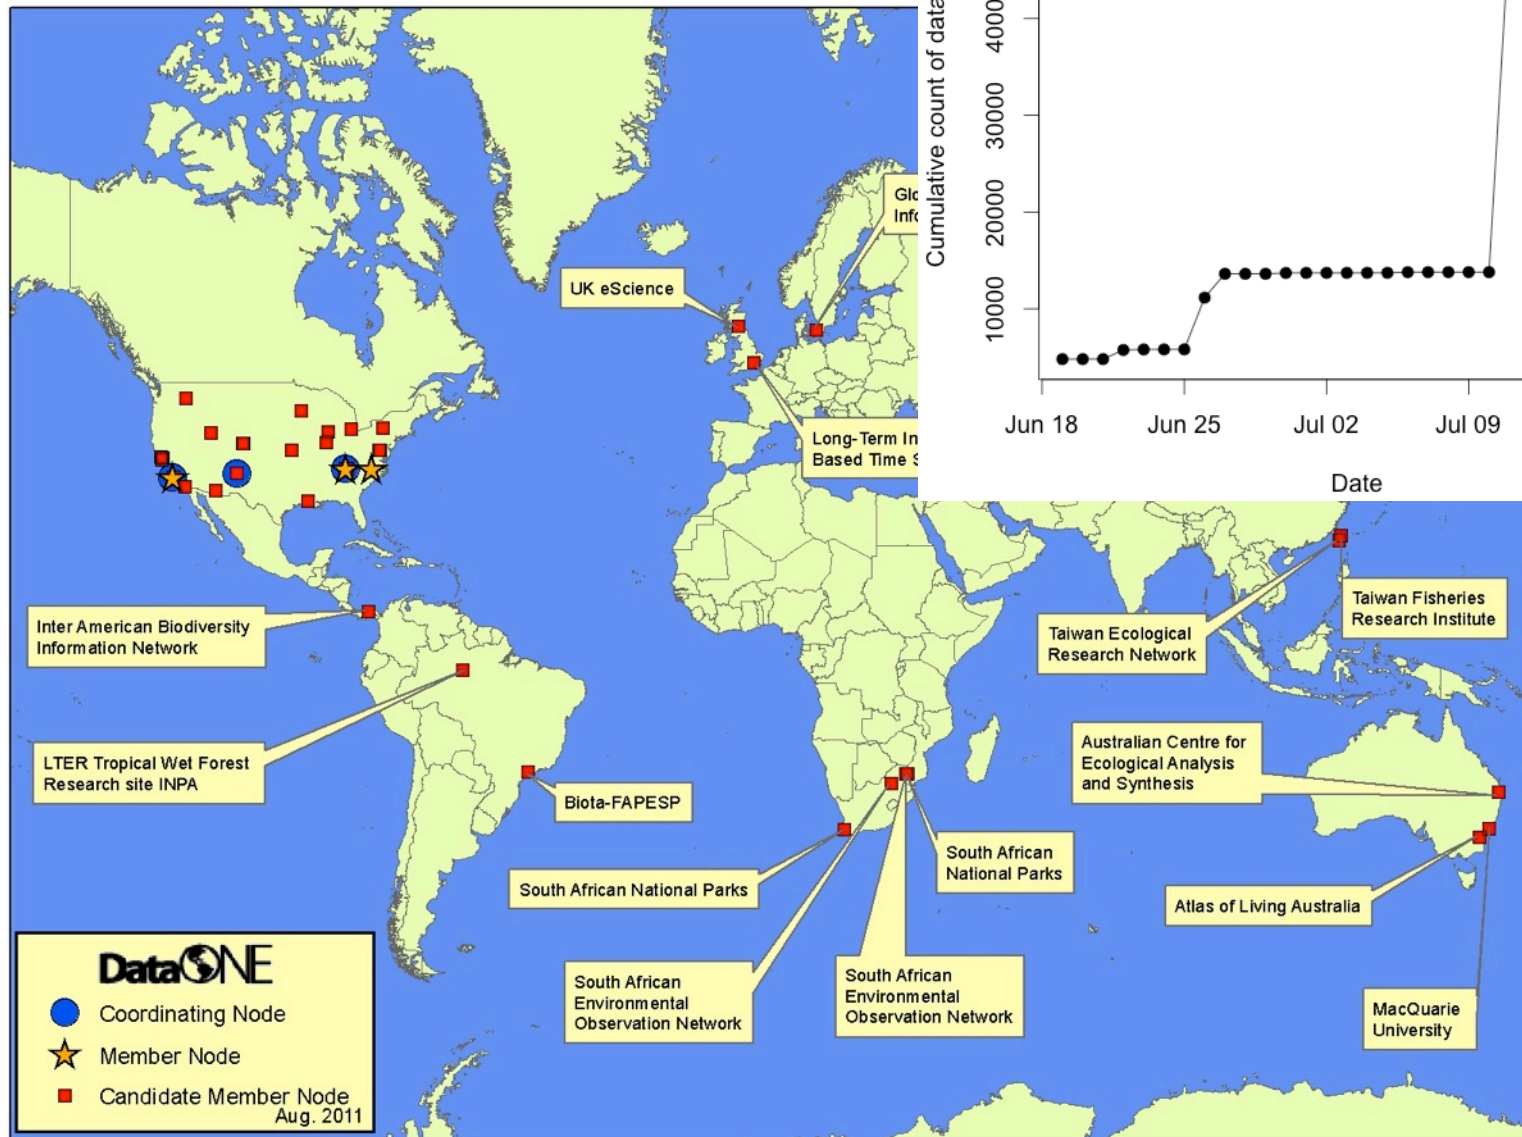 Cumulative count of data
10000
20000
30000
4000
Jun 18
Jun 25
Jul 02
Jul 09
Date
Glo
Info
UK eScience
Long-Term In
Based Time S
Inter American Biodiversity
Information Network
Taiwan Fisheries
Research Institute
Taiwan Ecological
Research Network
LTER Tropical Wet Forest
Research site INPA
Biota-FAPESP
Australian Centre for
Ecological Analysis
and Synthesis
South African
National Parks
South African National Parks
Atlas of Living Australia
South African
Environmental
Observation Network
South African
Environmental
Observation Network
MacQuarie
University
DataONE
Coordinating Node
Member Node
Candidate Member Node
Aug. 2011